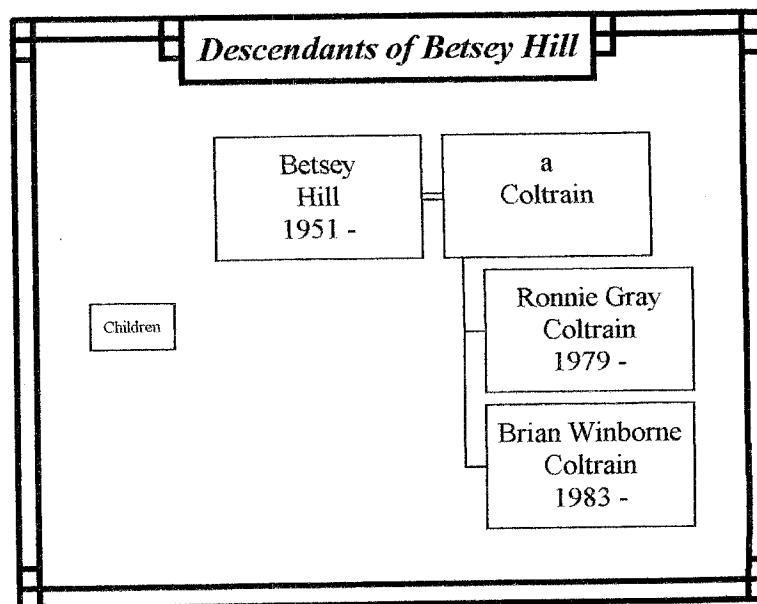 Descendants of Betsey Hill
Betsey
Hill
1951 -
a
Coltrain
Children
Ronnie Gray
Coltrain
1979 -
Brian Winborne
Coltrain
1983 -